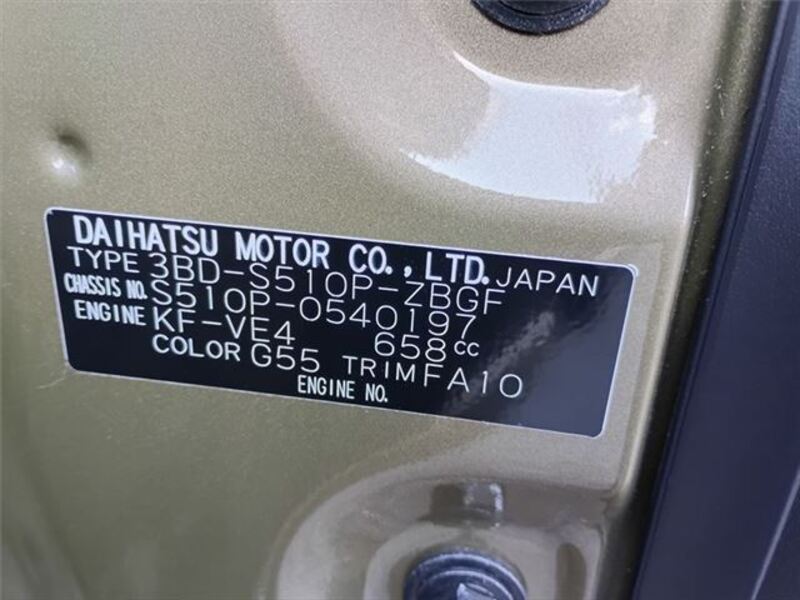 DAIHATSU MOTOR CO.,LTD. JAPAN
TYPE 3BD-S510P-ZBGF
CHASSIS NO. S510P-0540197
ENGINE KF-VE4 658cc
COLOR G55 TRIM FA10
ENGINE NO.